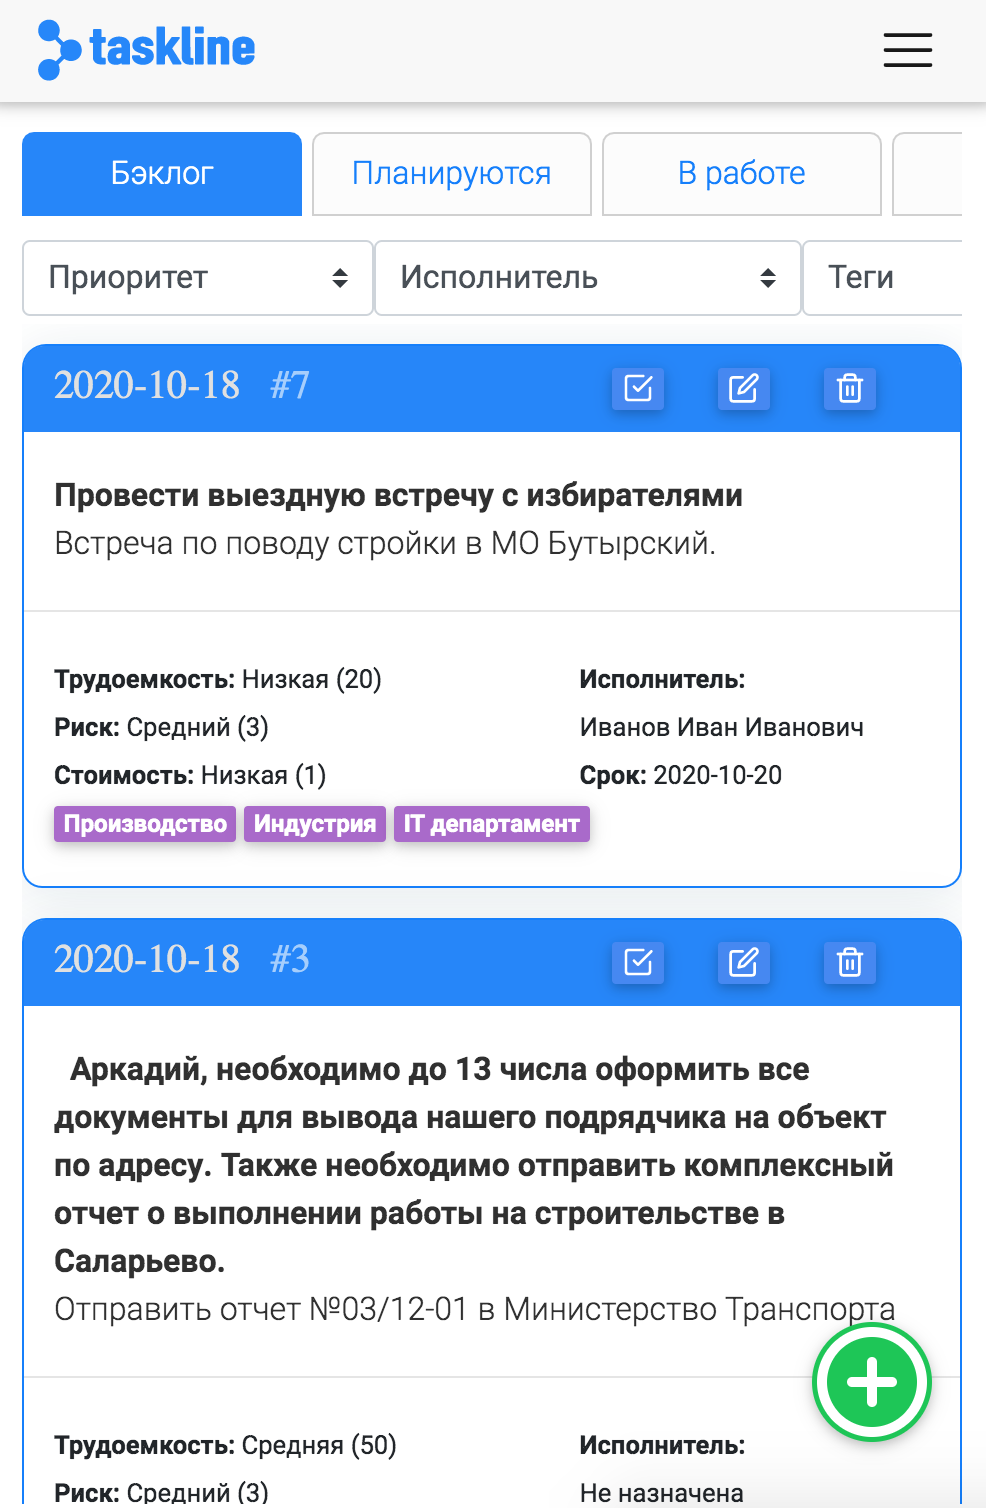 taskline
Бэклог
Планируются
В работе
Приоритет
Исполнитель
Теги
2020-10-18 #7
Провести выездную встречу с избирателями
Встреча по поводу стройки в МО Бутырский.
Трудоемкость: Низкая (20)
Риск: Средний (3)
Стоимость: Низкая (1)
Исполнитель:
Иванов Иван Иванович
Срок: 2020-10-20
Производство Индустрия IT департамент
2020-10-18 #3
Аркадий, необходимо до 13 числа оформить все
документы для вывода нашего подрядчика на объект
по адресу. Также необходимо отправить комплексный
отчет о выполнении работы на строительстве в
Саларьево.
Отправить отчет №03/12-01 в Министерство Транспорта
Трудоемкость: Средняя (50)
Риск: Средний (3)
Исполнитель:
Не назначена